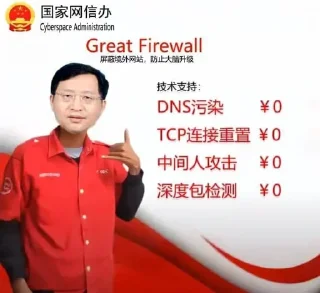 国家网信办
Cyberspace Administration
Great Firewall
屏蔽境外网站，防止大脑升级
技术支持：
DNS污染 ￥0
TCP连接重置 ￥0
中间人攻击 ￥0
深度包检测 ￥0